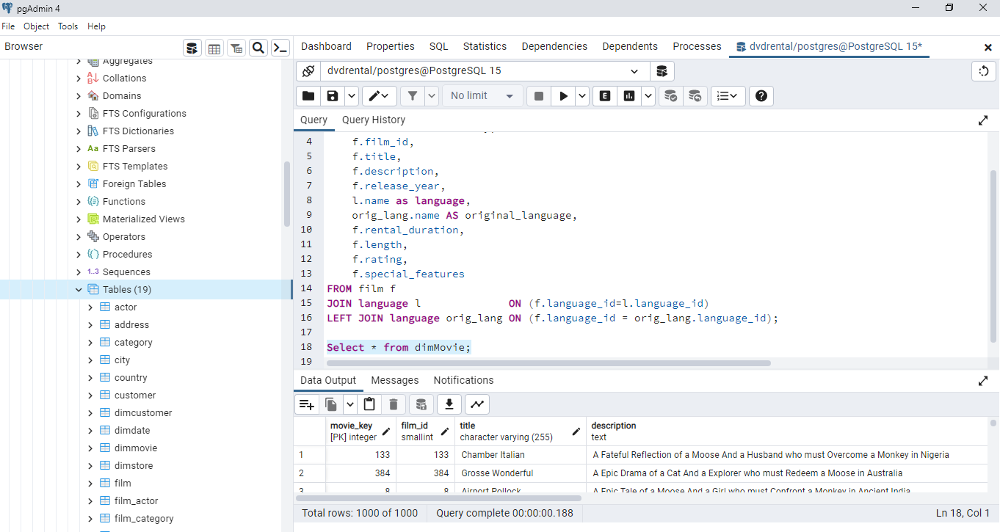 pgAdmin 4
File Object Tools Help
Browser
Dashboard Properties SQL Statistics Dependencies Dependents Processes dvdrental/postgres@PostgreSQL 15*
Aggregates
Collations
Domains
FTS Configurations
FTS Dictionaries
Aa FTS Parsers
FTS Templates
Foreign Tables
Functions
Materialized Views
Operators
Procedures
1..3 Sequences
Tables (19)
actor
address
category
city
country
customer
dimcustomer
dimdate
dimmovie
dimstore
film
film_actor
film_category
dvdrental/postgres@PostgreSQL 15
No limit
E
Query Query History
4 f.film_id,
5 f.title,
6 f.description,
7 f.release_year,
8 l.name as language,
9 orig_lang.name AS original_language,
10 f.rental_duration,
11 f.length,
12 f.rating,
13 f.special_features
14 FROM film f
15 JOIN language l ON (f.language_id=l.language_id)
16 LEFT JOIN language orig_lang ON (f.language_id = orig_lang.language_id);
17
18 Select * from dimMovie;
19
Data Output Messages Notifications
movie_key film_id title description
[PK] integer smallint character varying (255) text
1 133 133 Chamber Italian A Fateful Reflection of a Moose And a Husband who must Overcome a Monkey in Nigeria
2 384 384 Grosse Wonderful A Epic Drama of a Cat And a Explorer who must Redeem a Moose in Australia
3 8 8 Airport Pollock A Epic Tale of a Moose And a Girl who must Confront a Monkey in Ancient India
Total rows: 1000 of 1000 Query complete 00:00:00.188 Ln 18, Col 1